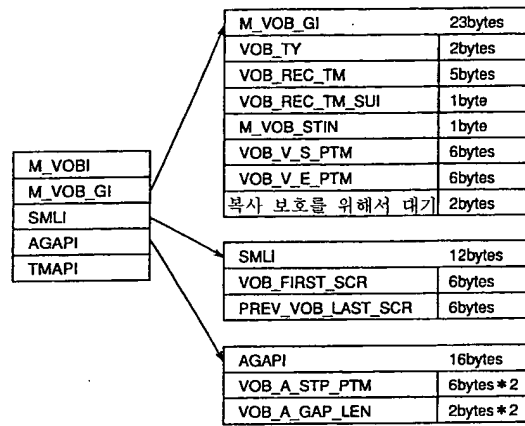 M_VOBI
M_VOB_GI
SMLI
AGAPI
TMAPI
M_VOB_GI 23bytes
VOB_TY 2bytes
VOB_REC_TM 5bytes
VOB_REC_TM_SUI 1byte
M_VOB_STIN 1byte
VOB_V_S_PTM 6bytes
VOB_V_E_PTM 6bytes
복사 보호를 위해서 대기 2bytes
SMLI 12bytes
VOB_FIRST_SCR 6bytes
PREV_VOB_LAST_SCR 6bytes
AGAPI 16bytes
VOB_A_STP_PTM 6bytes*2
VOB_A_GAP_LEN 2bytes*2